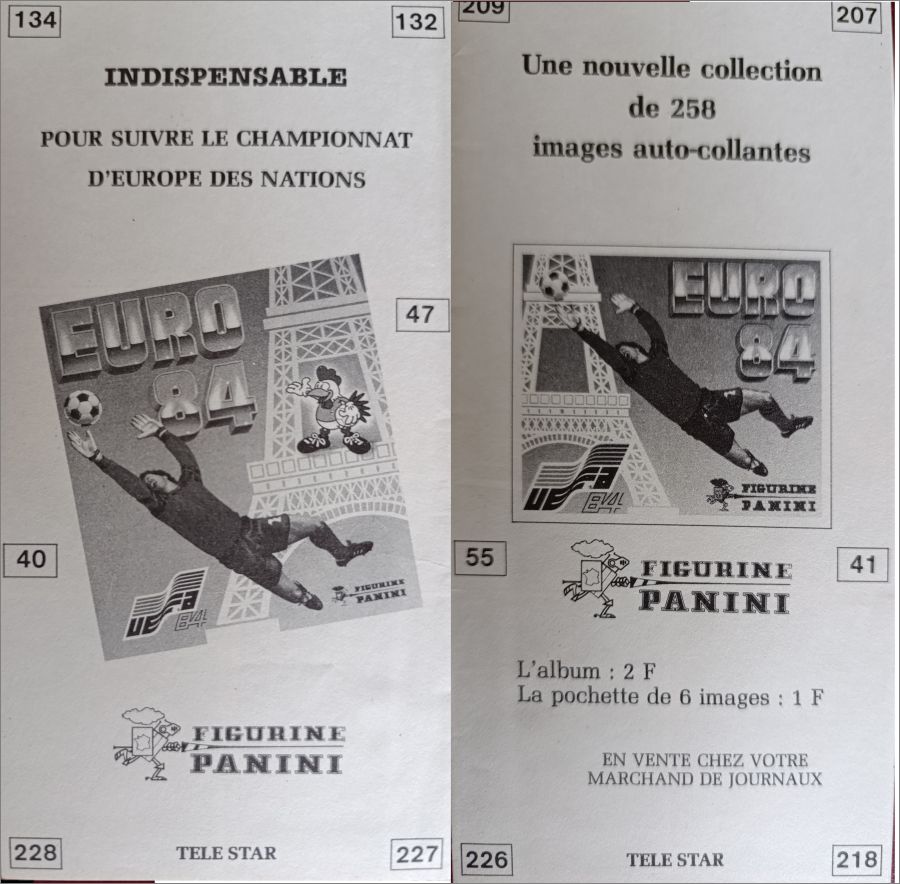 134
132
INDISPENSABLE
POUR SUIVRE LE CHAMPIONNAT
D'EUROPE DES NATIONS
EURO
84
47
40
UEFA
84
FIGURINE
PANINI
FIGURINE
PANINI
228
TELE STAR
227
209
207
Une nouvelle collection
de 258
images auto-collantes
EURO
84
UEFA
84
FIGURINE
PANINI
55
41
FIGURINE
PANINI
L'album : 2 F
La pochette de 6 images : 1 F
EN VENTE CHEZ VOTRE
MARCHAND DE JOURNAUX
226
TELE STAR
218